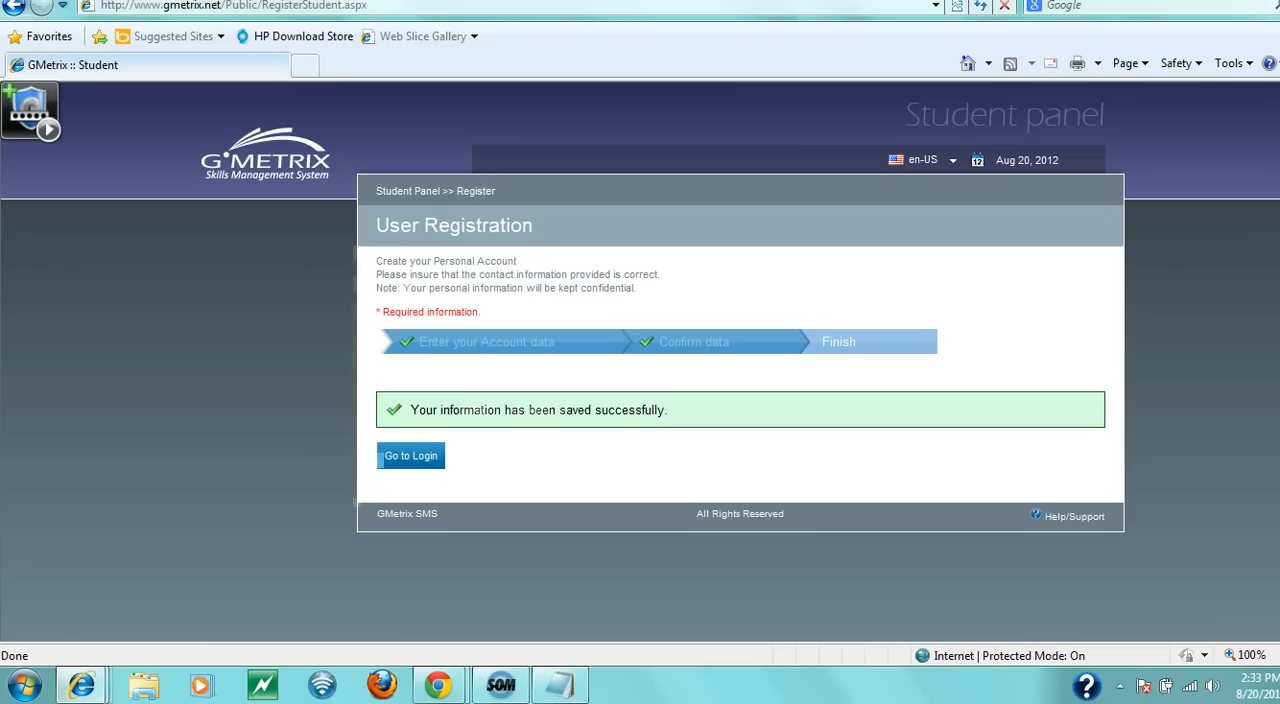 http://www.gmetrix.net/Public/RegisterStudent.aspx
Google
Favorites
Suggested Sites
HP Download Store
Web Slice Gallery
GMetrix :: Student
Page
Safety
Tools
Student panel
G*METRIX
Skills Management System
en-US
12
Aug 20, 2012
Student Panel >> Register
User Registration
Create your Personal Account
Please insure that the contact information provided is correct.
Note: Your personal information will be kept confidential.
* Required information.
Enter your Account data
Confirm data
Finish
Your information has been saved successfully.
Go to Login
GMetrix SMS
All Rights Reserved
Help/Support
Done
Internet | Protected Mode: On
100%
SOM
2:33 PM
8/20/201